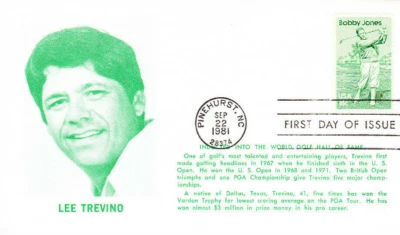 Bobby Jones
USA
PINEHURST, NC
SEP
22
1981
28374
FIRST DAY OF ISSUE
INTO THE WORLD GOLF HALL OF FAME
One of golf's most talented and entertaining players, Trevino first
made golfing headlines in 1967 when he finished sixth in the U. S.
Open. He won the U. S. Open in 1968 and 1971. Two British Open
triumphs and one PGA Championship give Trevino five major champ-
ionships.
A native of Dallas, Texas, Trevino, 41, five times has won the
Vardon Trophy for lowest scoring average on the PGA Tour. He has
won almost $3 million in prize money in his pro career.
LEE TREVINO